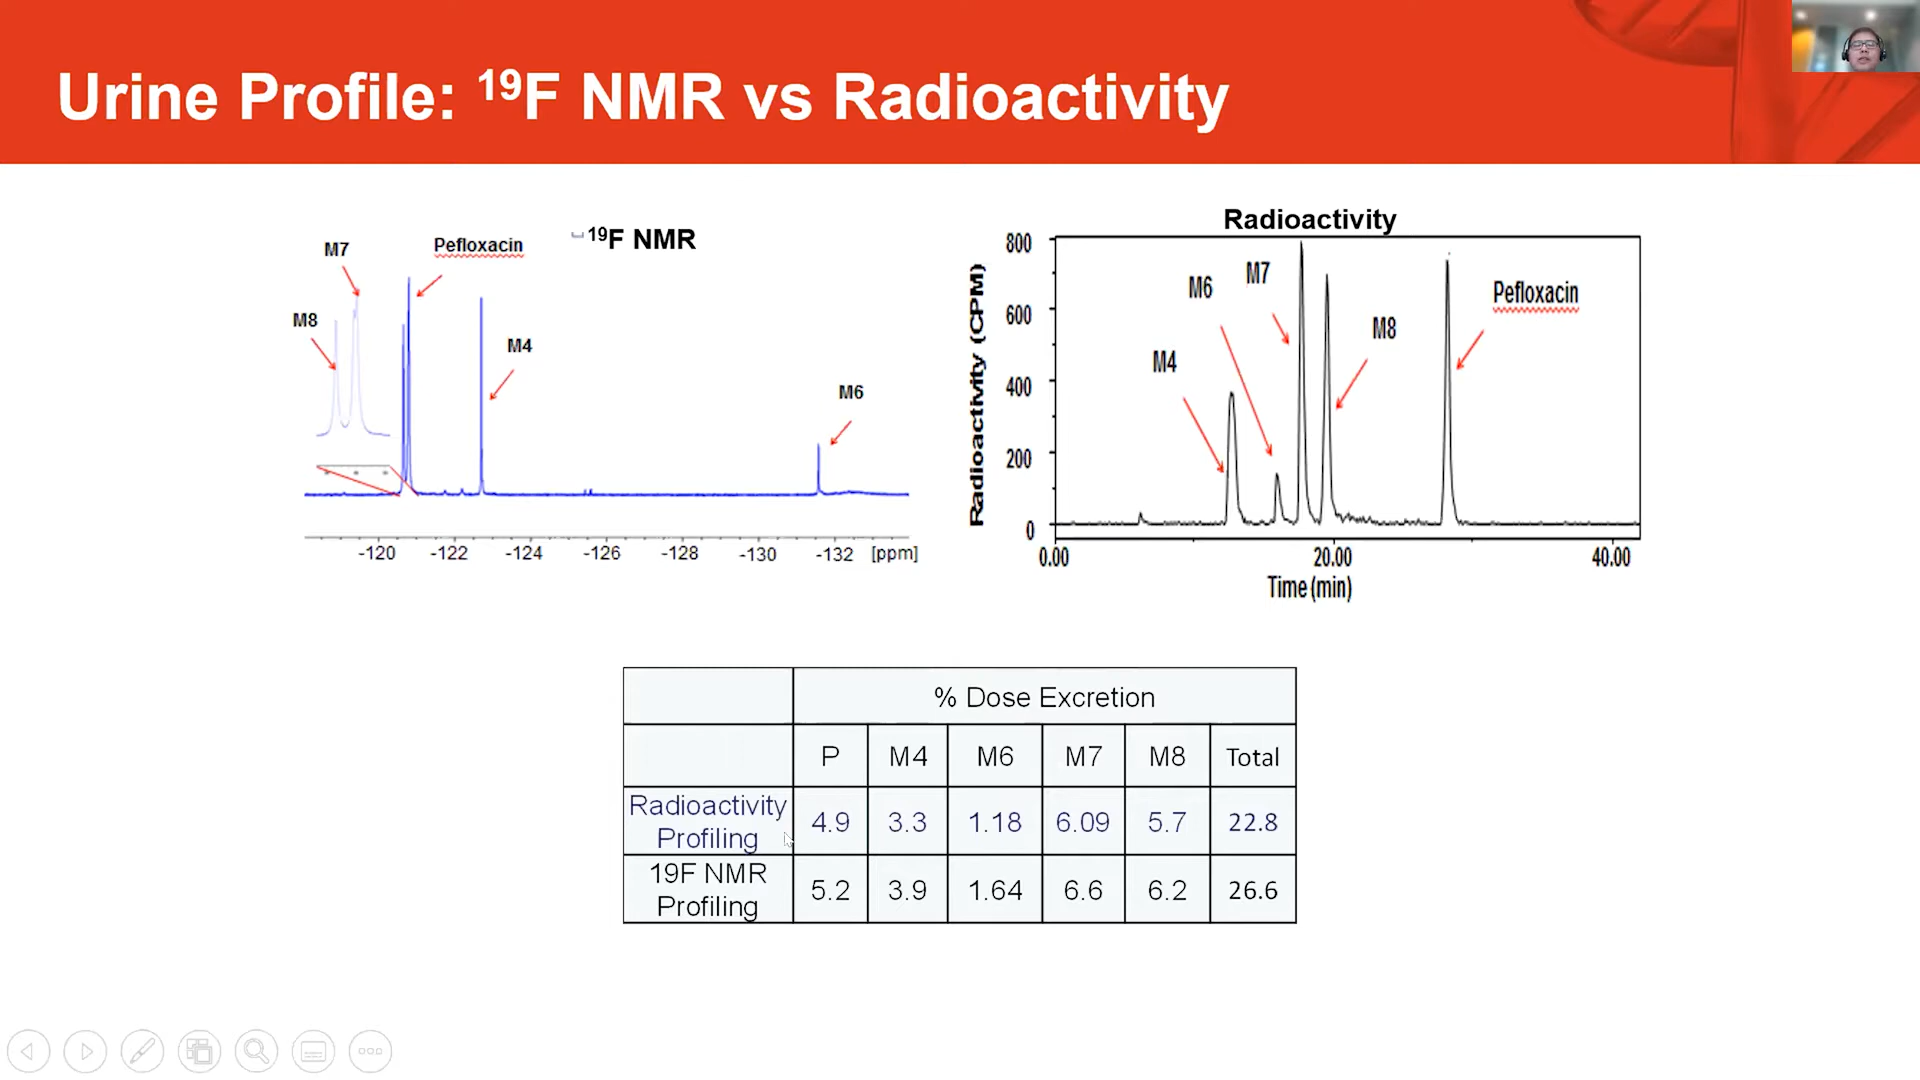 Urine Profile: ¹⁹F NMR vs Radioactivity
¹⁹F NMR
M7
Pefloxacin
M8
M4
M6
-120 -122 -124 -126 -128 -130 -132 [ppm]
Radioactivity
Radioactivity (CPM)
800
600
400
200
0
M4
M6
M7
M8
Pefloxacin
0.00 20.00 40.00
Time (min)
% Dose Excretion
P M4 M6 M7 M8 Total
Radioactivity
Profiling 4.9 3.3 1.18 6.09 5.7 22.8
19F NMR
Profiling 5.2 3.9 1.64 6.6 6.2 26.6